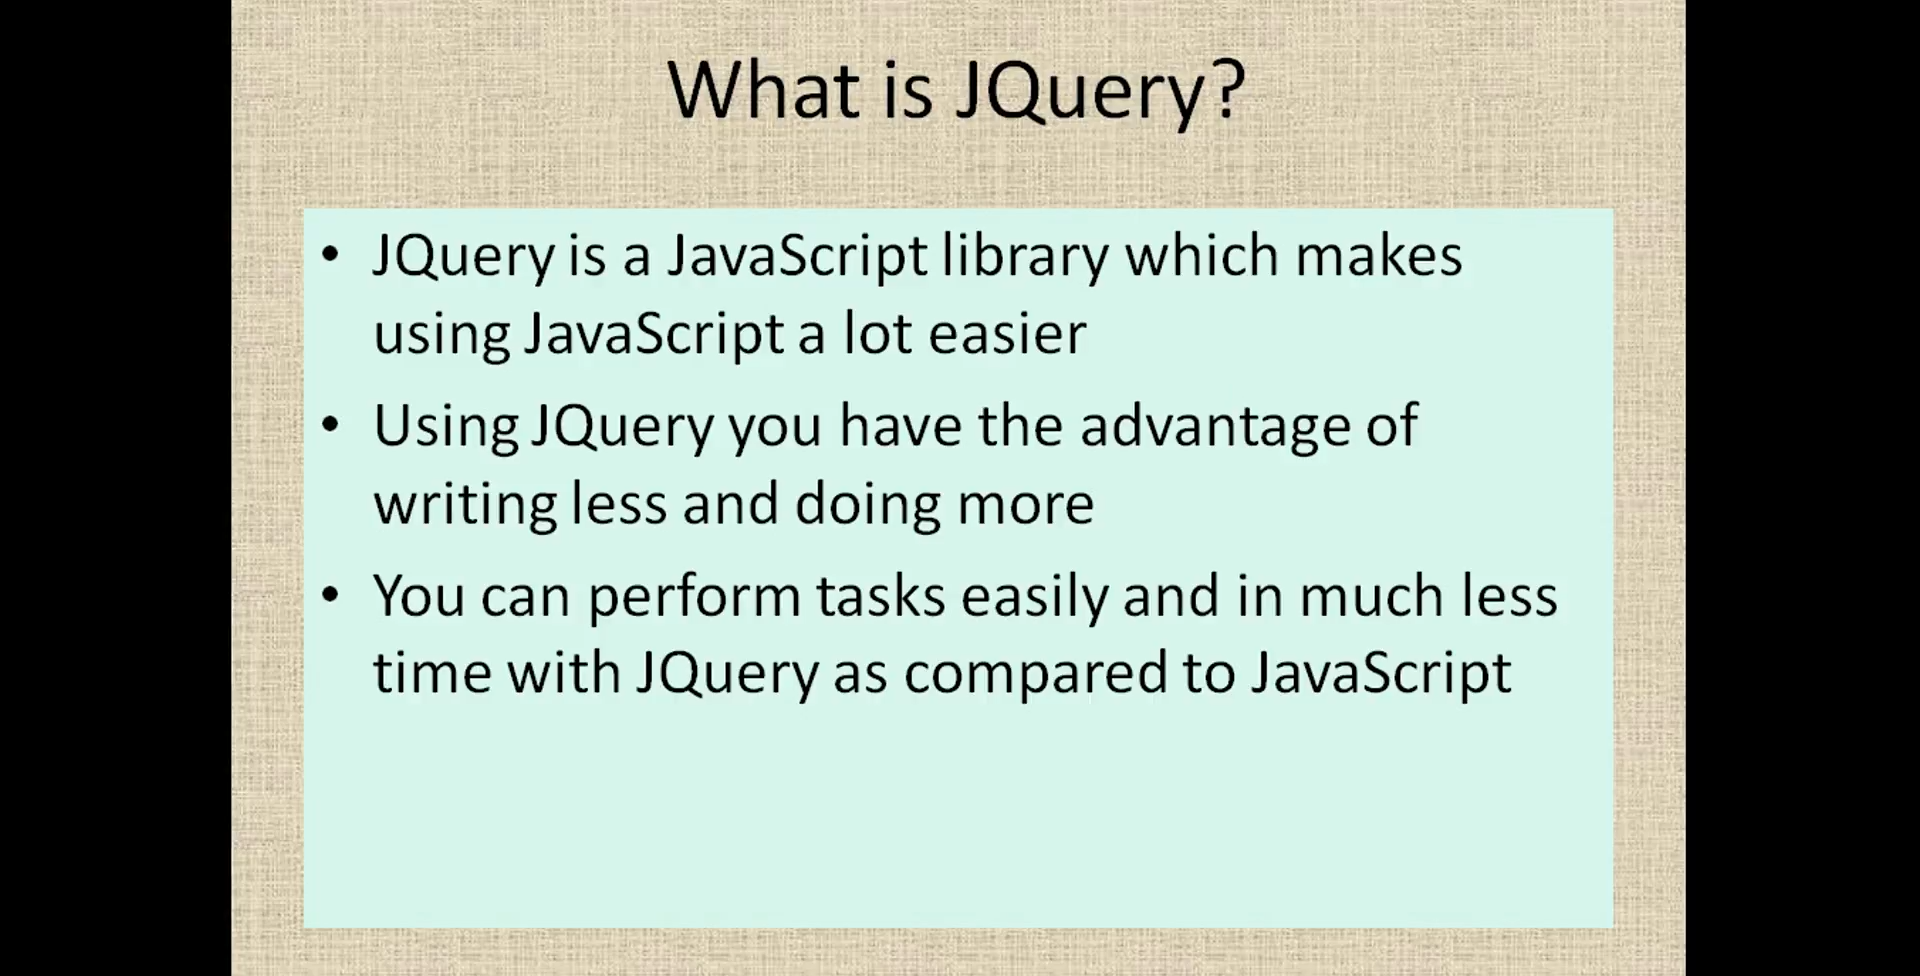 What is JQuery?
• JQuery is a JavaScript library which makes
using JavaScript a lot easier
• Using JQuery you have the advantage of
writing less and doing more
• You can perform tasks easily and in much less
time with JQuery as compared to JavaScript